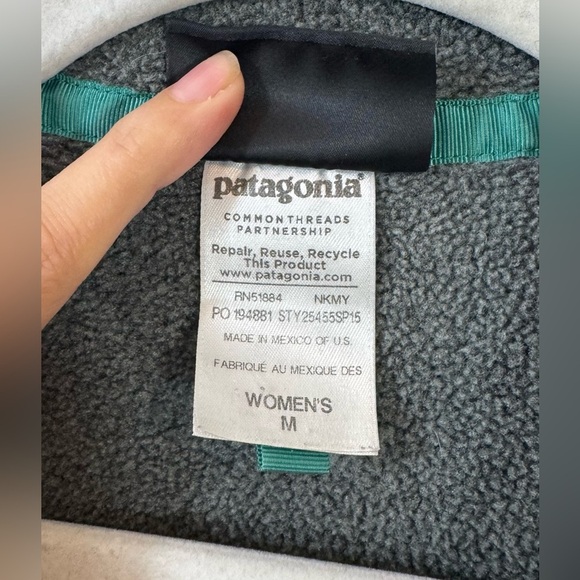 patagonia®
COMMON THREADS
PARTNERSHIP
Repair, Reuse, Recycle
This Product
www.patagonia.com
RN51884 NKMY
PO 194881 STY25455SP15
MADE IN MEXICO OF U.S.
FABRIQUÉ AU MEXIQUE DES
WOMEN'S
M